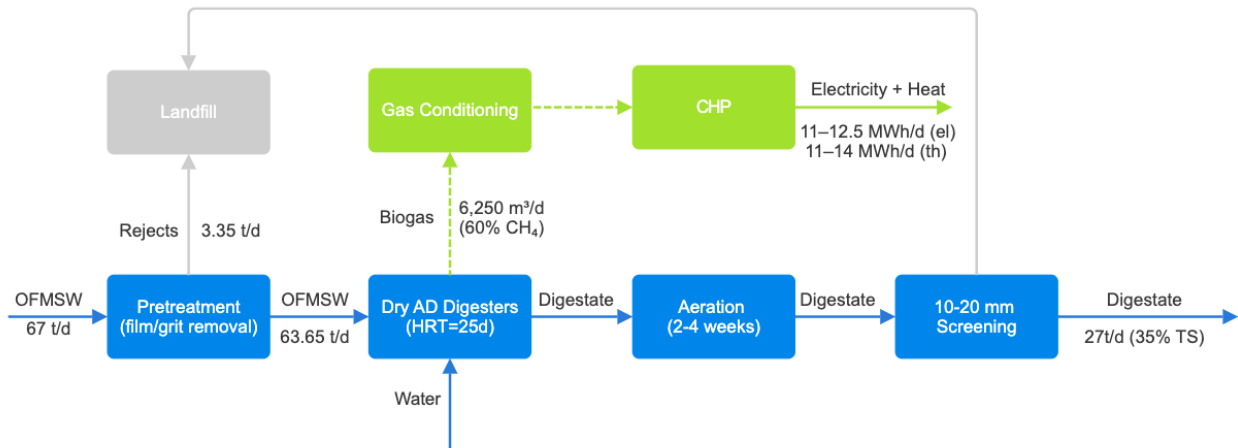 Landfill
Gas Conditioning
CHP
Electricity + Heat
11–12.5 MWh/d (el)
11–14 MWh/d (th)
Rejects
3.35 t/d
Biogas
6,250 m³/d
(60% CH₄)
OFMSW
67 t/d
Pretreatment
(film/grit removal)
OFMSW
63.65 t/d
Dry AD Digesters
(HRT=25d)
Digestate
Aeration
(2-4 weeks)
Digestate
10-20 mm
Screening
Digestate
27t/d (35% TS)
Water